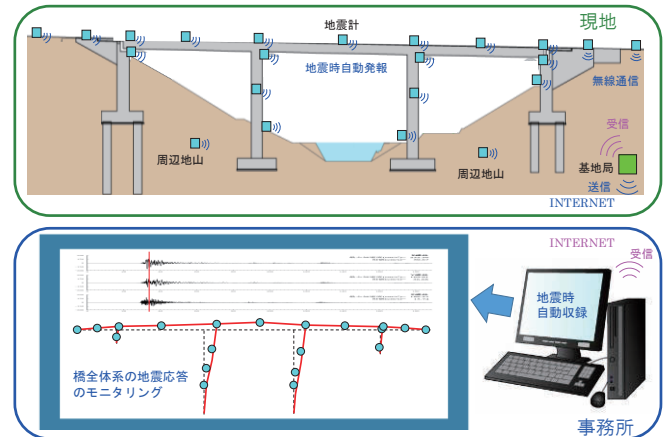 現地
地震計
地震時自動発報
無線通信
受信
周辺地山
周辺地山
基地局
送信
INTERNET
INTERNET
受信
地震時
自動収録
橋全体系の地震応答
のモニタリング
事務所